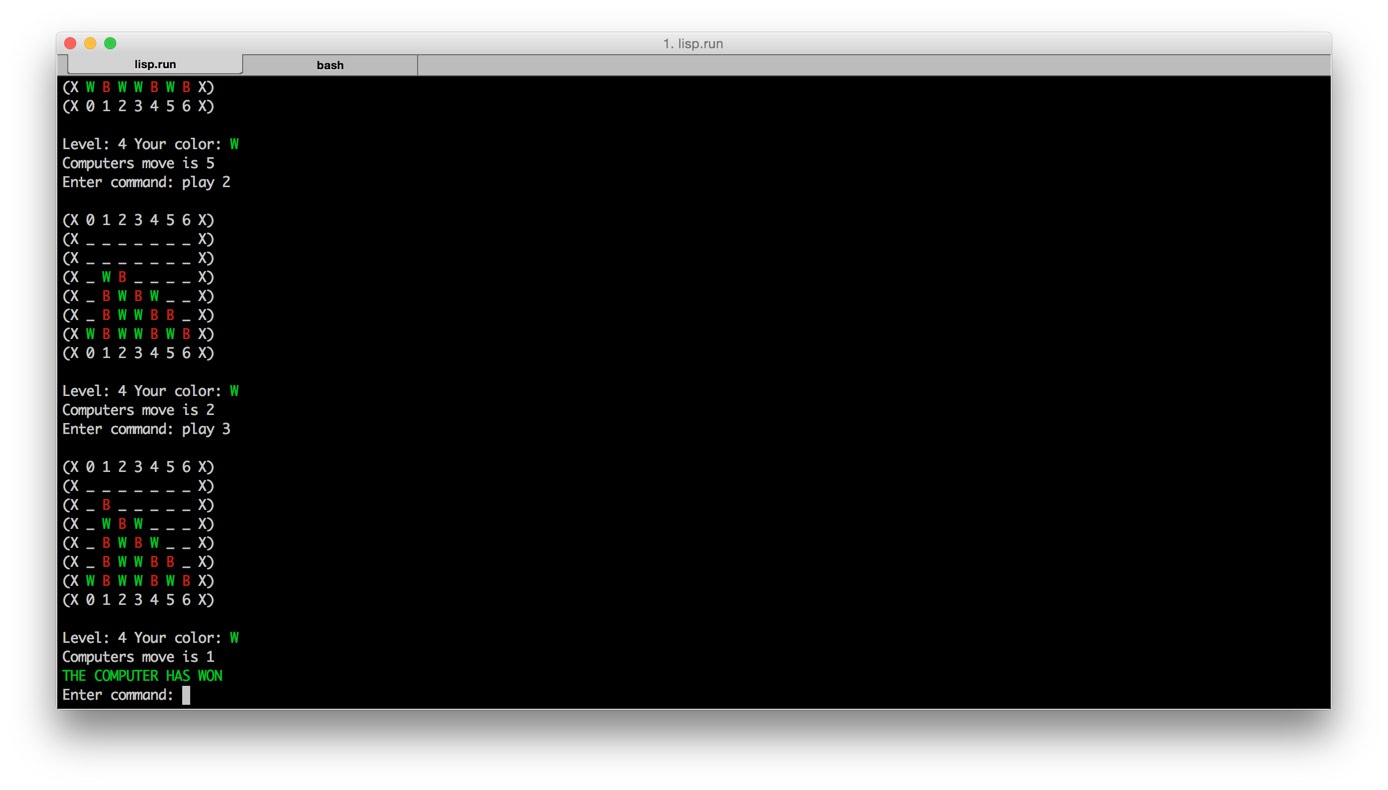 1. lisp.run
lisp.run bash
(X W B W W B W B X)
(X 0 1 2 3 4 5 6 X)
Level: 4 Your color: W
Computers move is 5
Enter command: play 2
(X 0 1 2 3 4 5 6 X)
(X _ _ _ _ _ _ _ X)
(X _ _ _ _ _ _ _ X)
(X _ W B _ _ _ _ X)
(X _ B W B W _ _ X)
(X _ B W W B B _ X)
(X W B W W B W B X)
(X 0 1 2 3 4 5 6 X)
Level: 4 Your color: W
Computers move is 2
Enter command: play 3
(X 0 1 2 3 4 5 6 X)
(X _ _ _ _ _ _ _ X)
(X _ B _ _ _ _ _ X)
(X _ W B W _ _ _ X)
(X _ B W B W _ _ X)
(X _ B W W B B _ X)
(X W B W W B W B X)
(X 0 1 2 3 4 5 6 X)
Level: 4 Your color: W
Computers move is 1
THE COMPUTER HAS WON
Enter command: